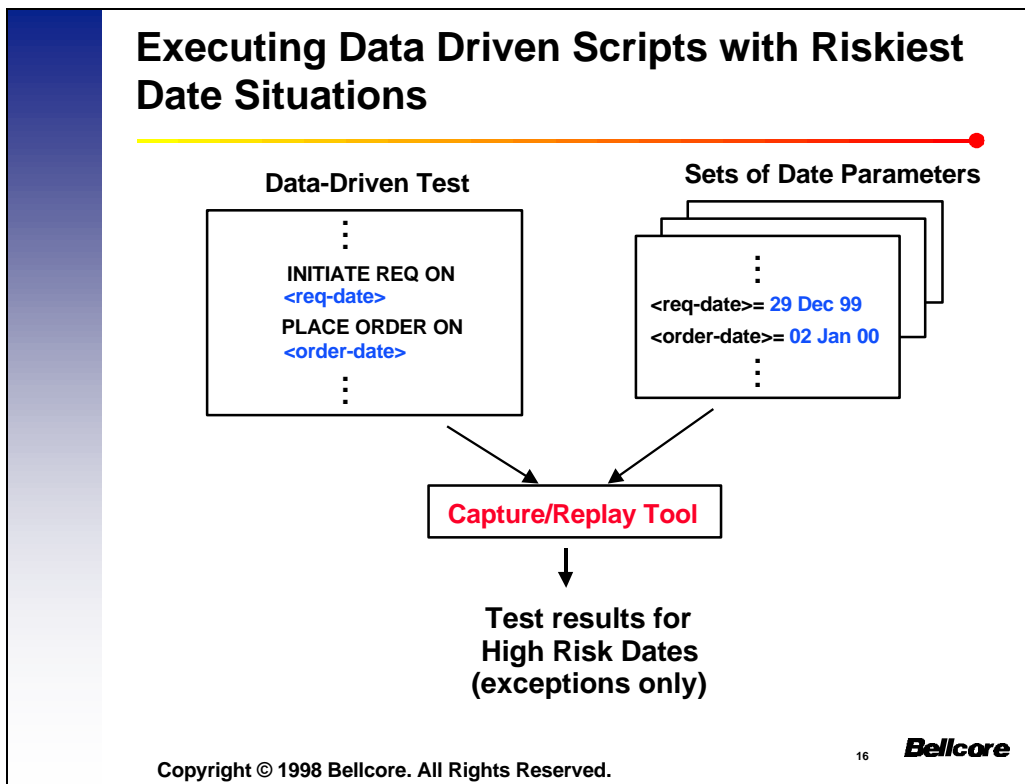 Executing Data Driven Scripts with Riskiest
Date Situations
Data-Driven Test
INITIATE REQ ON
<req-date>
PLACE ORDER ON
<order-date>
Sets of Date Parameters
<req-date>= 29 Dec 99
<order-date>= 02 Jan 00
Capture/Replay Tool
Test results for
High Risk Dates
(exceptions only)
Copyright © 1998 Bellcore. All Rights Reserved.
16
Bellcore